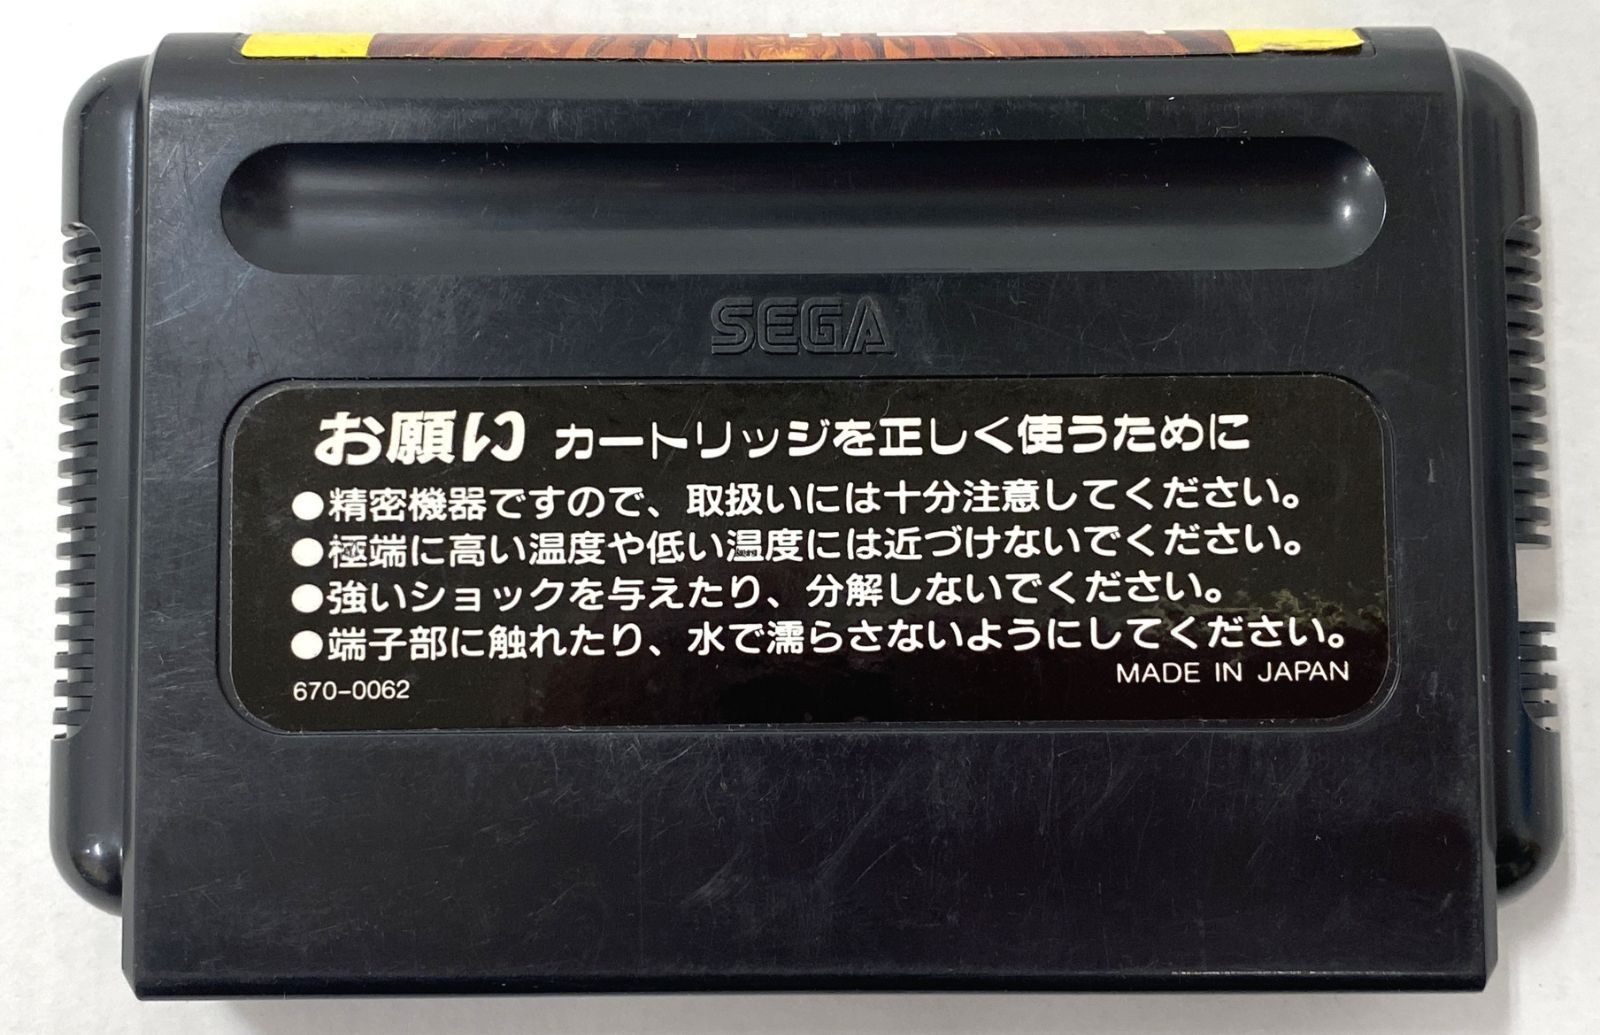 SEGA
お願い カートリッジを正しく使うために
●精密機器ですので、取扱いには十分注意してください。
●極端に高い温度や低い温度には近づけないでください。
●強いショックを与えたり、分解しないでください。
●端子部に触れたり、水で濡らさないようにしてください。
MADE IN JAPAN
670-0062